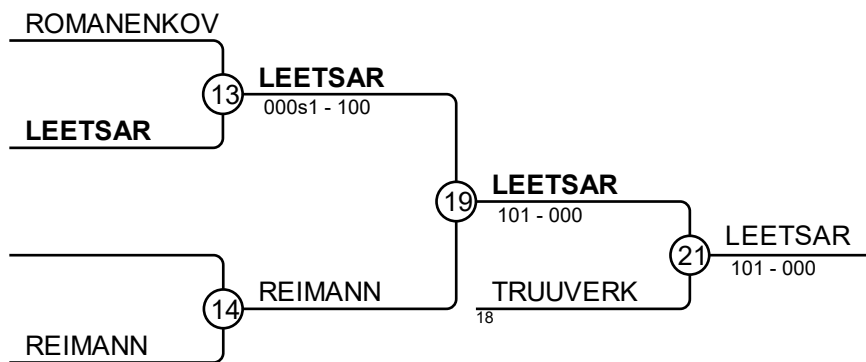 ROMANENKOV
13
LEETSAR
000s1 - 100
LEETSAR
19
LEETSAR
101 - 000
21
LEETSAR
101 - 000
14
REIMANN
TRUUVERK
18
REIMANN